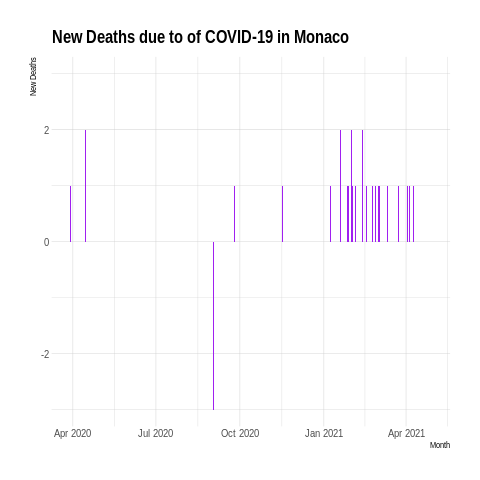 New Deaths due to of COVID-19 in Monaco
New Deaths
2
0
-2
Apr 2020 Jul 2020 Oct 2020 Jan 2021 Apr 2021
Month